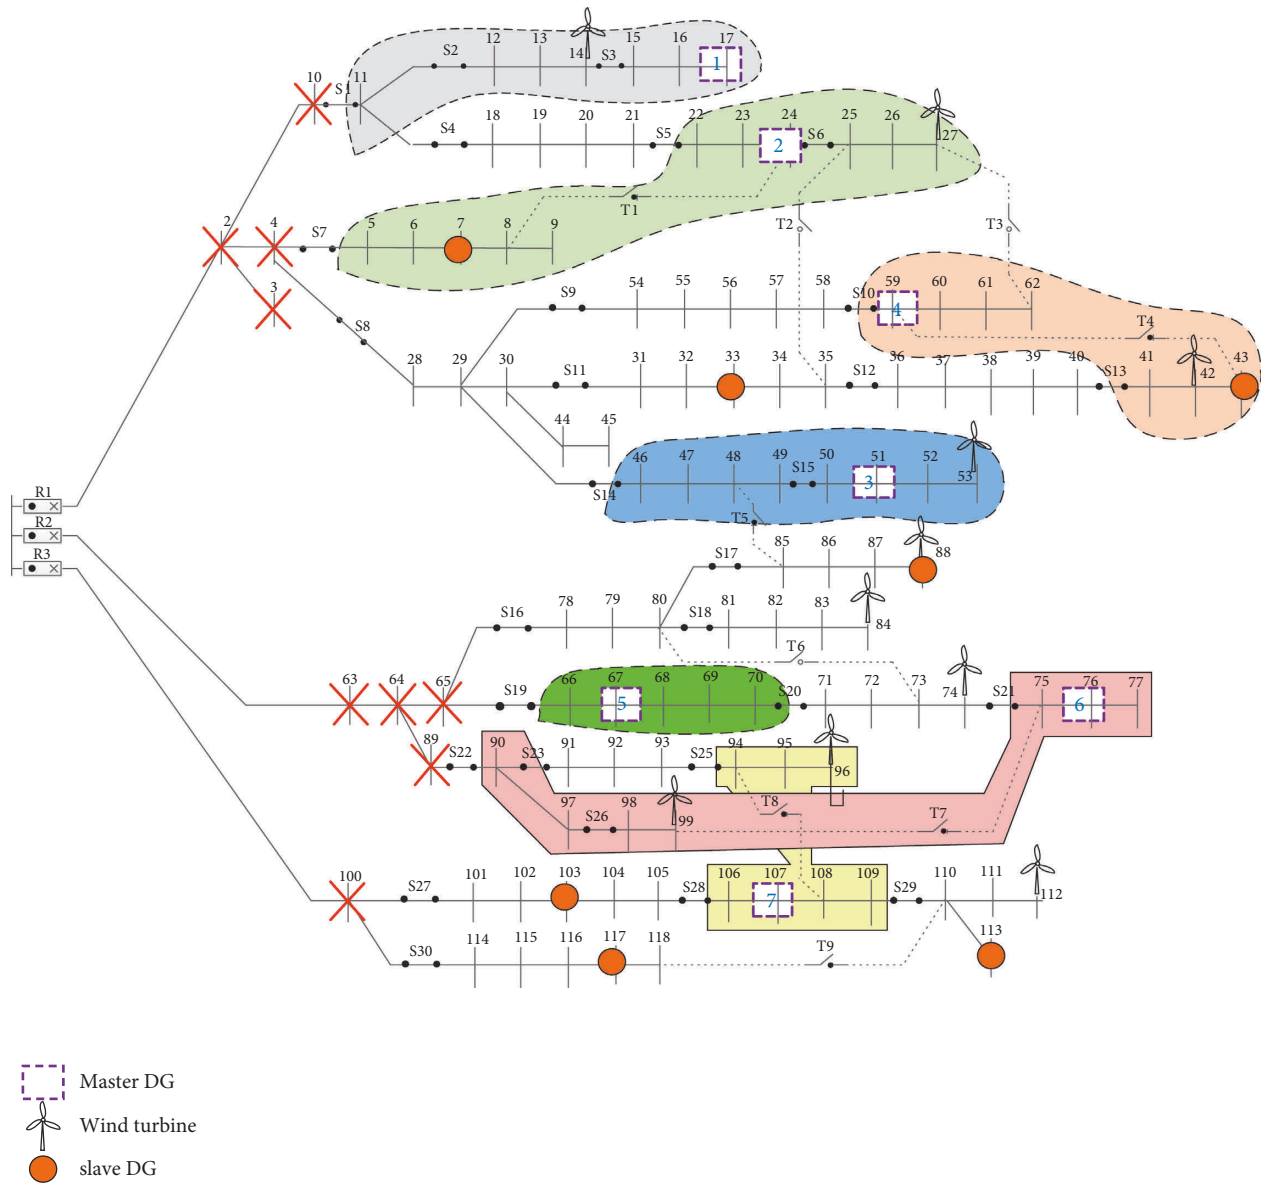 12 13 14 15 16 17
S2 S3 1
10 S1 11
S4 18 19 20 21 S5 22 23 24 S6 25 26 27
2
T1 T2 T3
2 4 S7 5 6 7 8 9
3
S8
S9 54 55 56 57 58 S10 59 60 61 62
4
T4
28 29 30 S11 31 32 33 34 35 S12 36 37 38 39 40 S13 41 42 43
44 45
S14 46 47 48 49 S15 50 51 52 53
3
T5
R1
R2
R3
S17 85 86 87 88
S16 78 79 80 S18 81 82 83 84
T6
63 64 65 S19 66 67 68 69 70 S20 71 72 73 74 S21 75 76 77
5 6
89 S22 90 S23 91 92 93 S25 94 95 96
T8 T7
97 S26 98 99
100 S27 101 102 103 104 105 S28 106 107 108 109 S29 110 111 112
7
S30 114 115 116 117 118 T9 113
Master DG
Wind turbine
slave DG